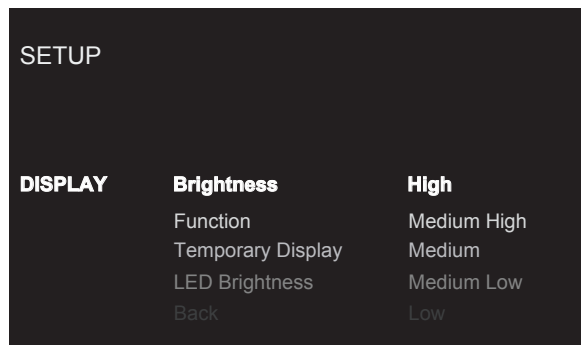 SETUP
DISPLAY Brightness High
Function Medium High
Temporary Display Medium
LED Brightness Medium Low
Back Low